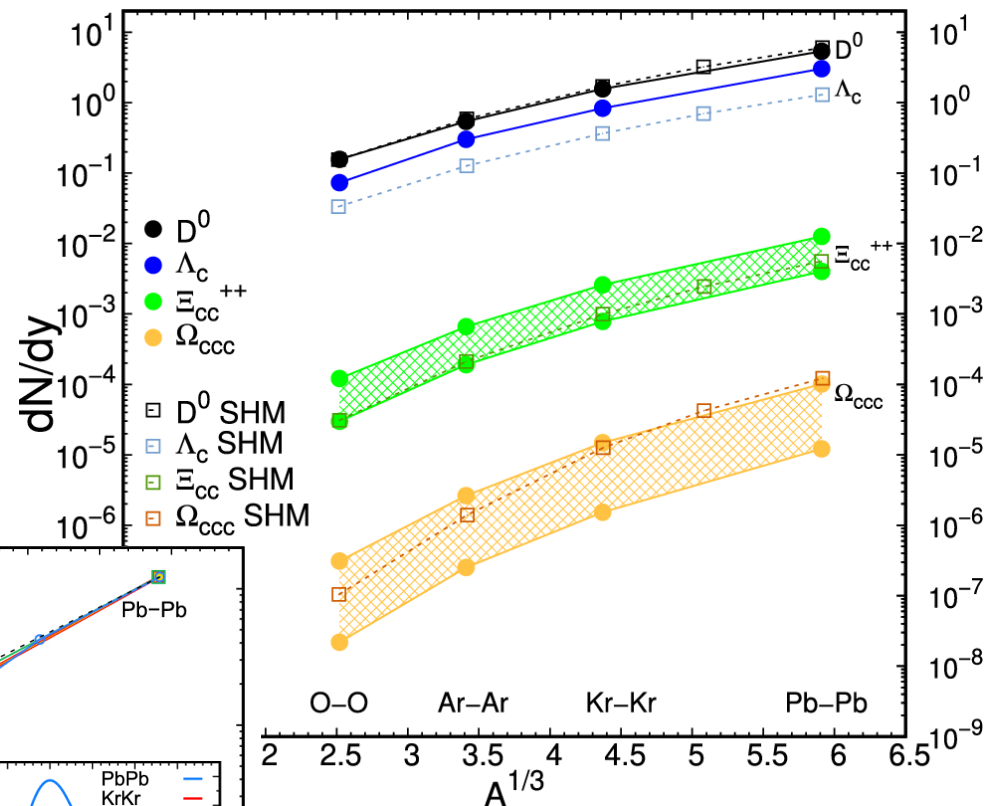 10^1
10^0
10^-1
10^-2
10^-3
10^-4
10^-5
10^-6
dN/dy
D^0
Λ_c
Ξ_cc^++
Ω_ccc
D^0 SHM
Λ_c SHM
Ξ_cc SHM
Ω_ccc SHM
D^0
Λ_c
Ξ_cc^++
Ω_ccc
10^1
10^0
10^-1
10^-2
10^-3
10^-4
10^-5
10^-6
10^-7
10^-8
10^-9
O–O Ar–Ar Kr–Kr Pb–Pb
2 2.5 3 3.5 4 4.5 5 5.5 6 6.5
A^1/3
Pb–Pb
PbPb
KrKr